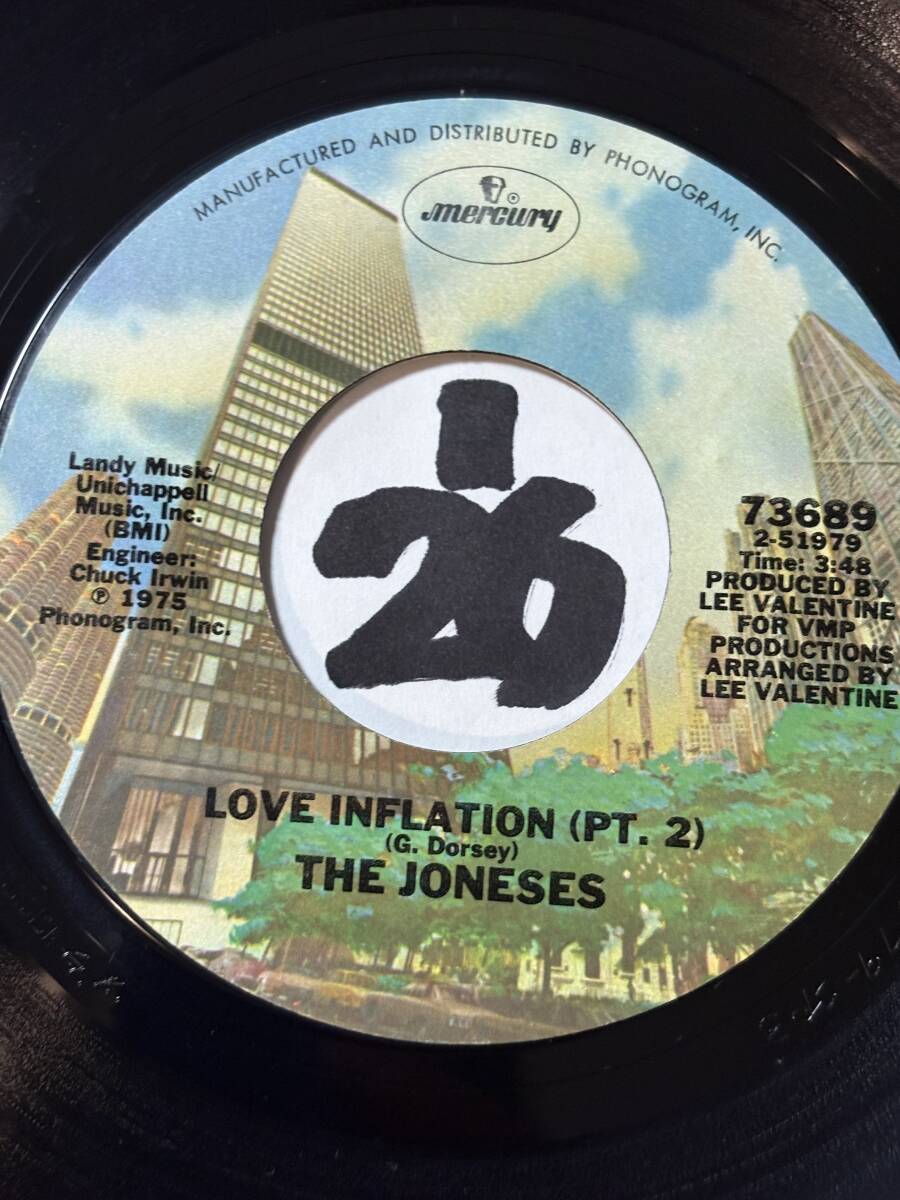 MANUFACTURED AND DISTRIBUTED BY PHONOGRAM, INC.
mercury
®
Landy Music/
Unichappell
Music, Inc.
(BMI)
Engineer:
Chuck Irwin
℗ 1975
Phonogram, Inc.
73689
2-51979
Time: 3:48
PRODUCED BY
LEE VALENTINE
FOR VMP
PRODUCTIONS
ARRANGED BY
LEE VALENTINE
LOVE INFLATION (PT. 2)
(G. Dorsey)
THE JONESES